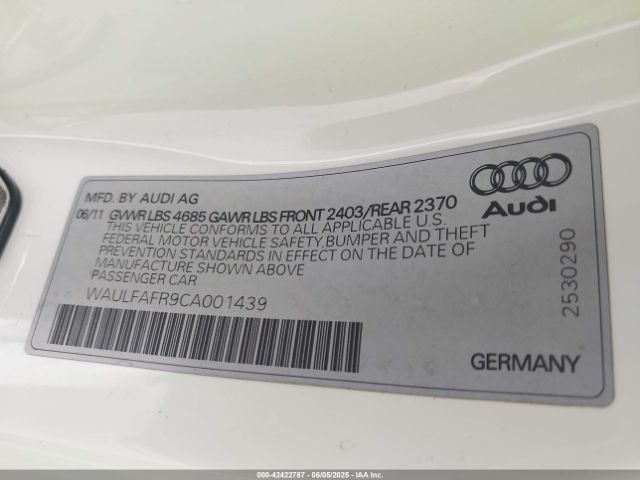 MFD. BY AUDI AG
06/11 GVWR LBS 4685 GAWR LBS FRONT 2403/REAR 2370
THIS VEHICLE CONFORMS TO ALL APPLICABLE U.S.
FEDERAL MOTOR VEHICLE SAFETY,BUMPER AND THEFT
PREVENTION STANDARDS IN EFFECT ON THE DATE OF
MANUFACTURE SHOWN ABOVE
PASSENGER CAR
WAULFAFR9CA001439
Audi
2530290
GERMANY
000-42422787 - 06/05/2025 - IAA Inc.